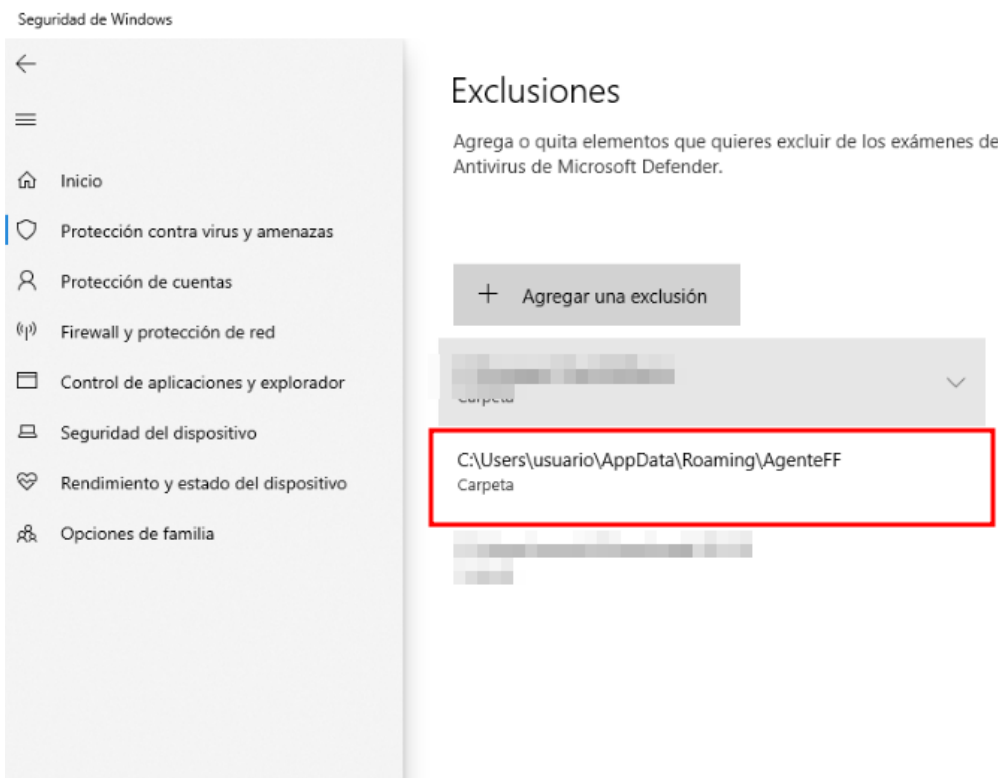 Seguridad de Windows
Inicio
Protección contra virus y amenazas
Protección de cuentas
Firewall y protección de red
Control de aplicaciones y explorador
Seguridad del dispositivo
Rendimiento y estado del dispositivo
Opciones de familia
Exclusiones
Agrega o quita elementos que quieres excluir de los exámenes de
Antivirus de Microsoft Defender.
Agregar una exclusión
Carpeta
C:\Users\usuario\AppData\Roaming\AgenteFF
Carpeta